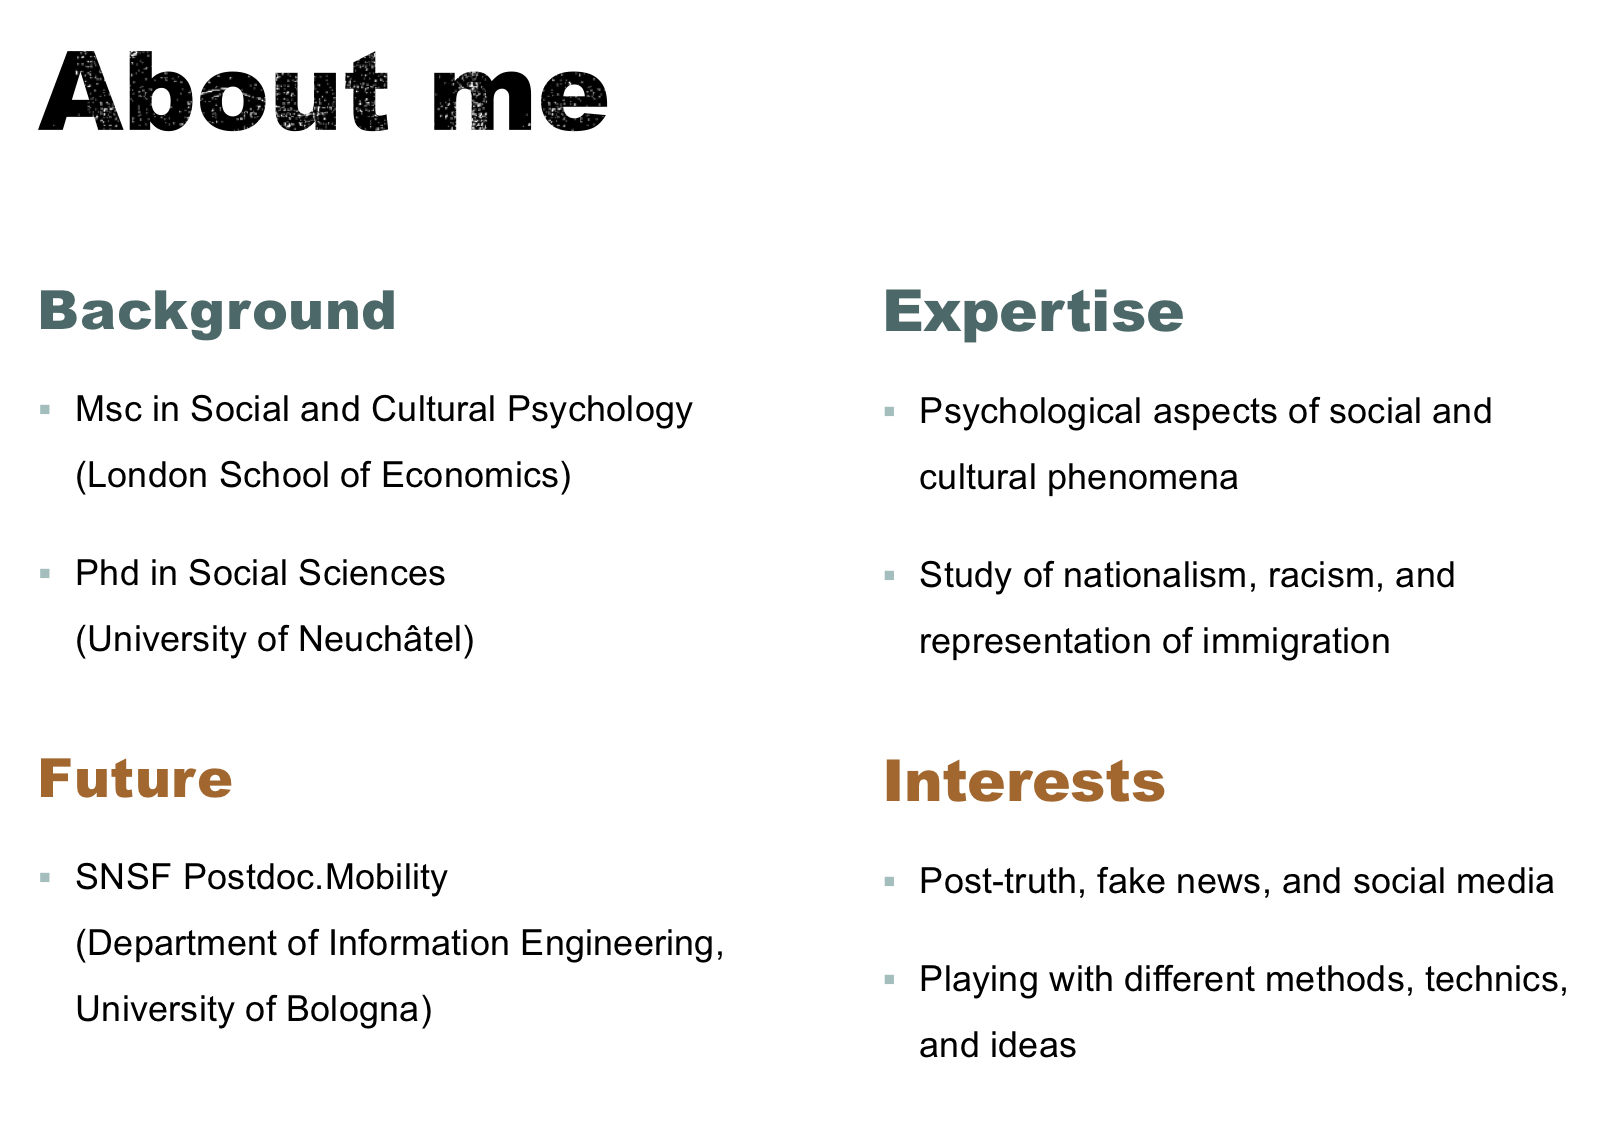 About me
Background
▪ Msc in Social and Cultural Psychology
(London School of Economics)
▪ Phd in Social Sciences
(University of Neuchâtel)
Future
▪ SNSF Postdoc.Mobility
(Department of Information Engineering,
University of Bologna)
Expertise
▪ Psychological aspects of social and
cultural phenomena
▪ Study of nationalism, racism, and
representation of immigration
Interests
▪ Post-truth, fake news, and social media
▪ Playing with different methods, technics,
and ideas